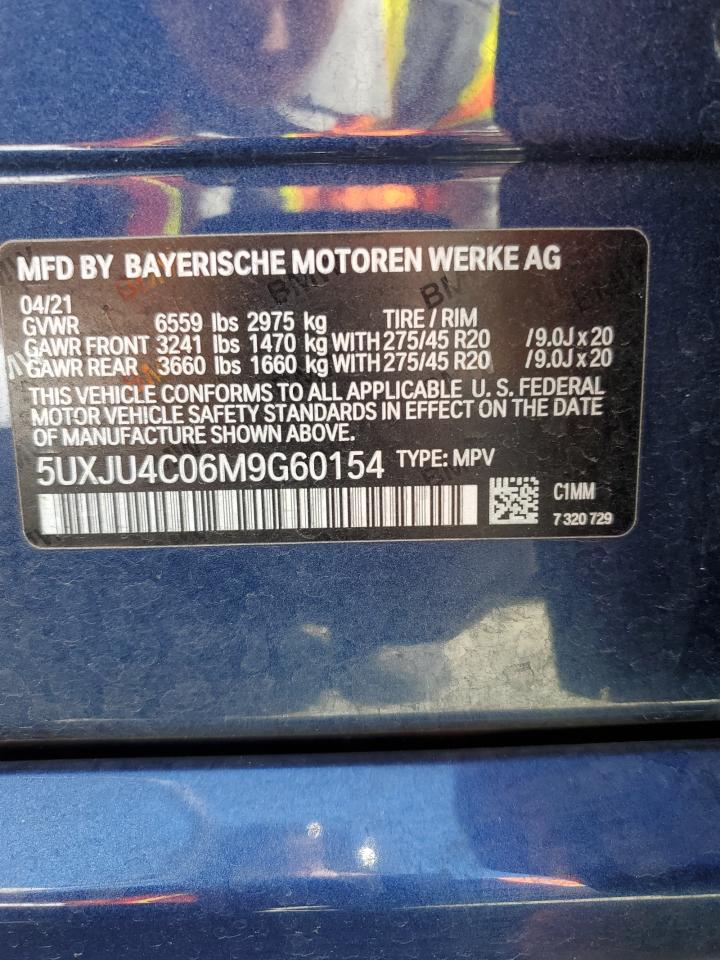 MFD BY BAYERISCHE MOTOREN WERKE AG
04/21 TIRE / RIM
GVWR 6559 lbs 2975 kg
GAWR FRONT 3241 lbs 1470 kg WITH 275/45 R20 /9.0J x 20
GAWR REAR 3660 lbs 1660 kg WITH 275/45 R20 /9.0J x 20
THIS VEHICLE CONFORMS TO ALL APPLICABLE U. S. FEDERAL
MOTOR VEHICLE SAFETY STANDARDS IN EFFECT ON THE DATE
OF MANUFACTURE SHOWN ABOVE.
5UXJU4C06M9G60154 TYPE: MPV
C1MM
7 320 729